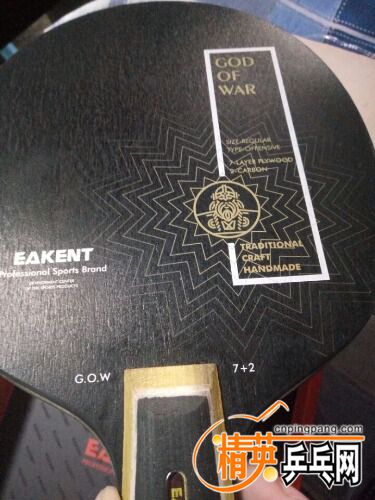 GOD
OF
WAR
SIZE-REGULAR
TYPE-OFFENSIVE
7-LAYER PLYWOOD
2-CARBON
TRADITIONAL
CRAFT
HANDMADE
EAKENT
Professional Sports Brand
G.O.W
7+2
E
EA
cnpingpang.com
精英乒乓网